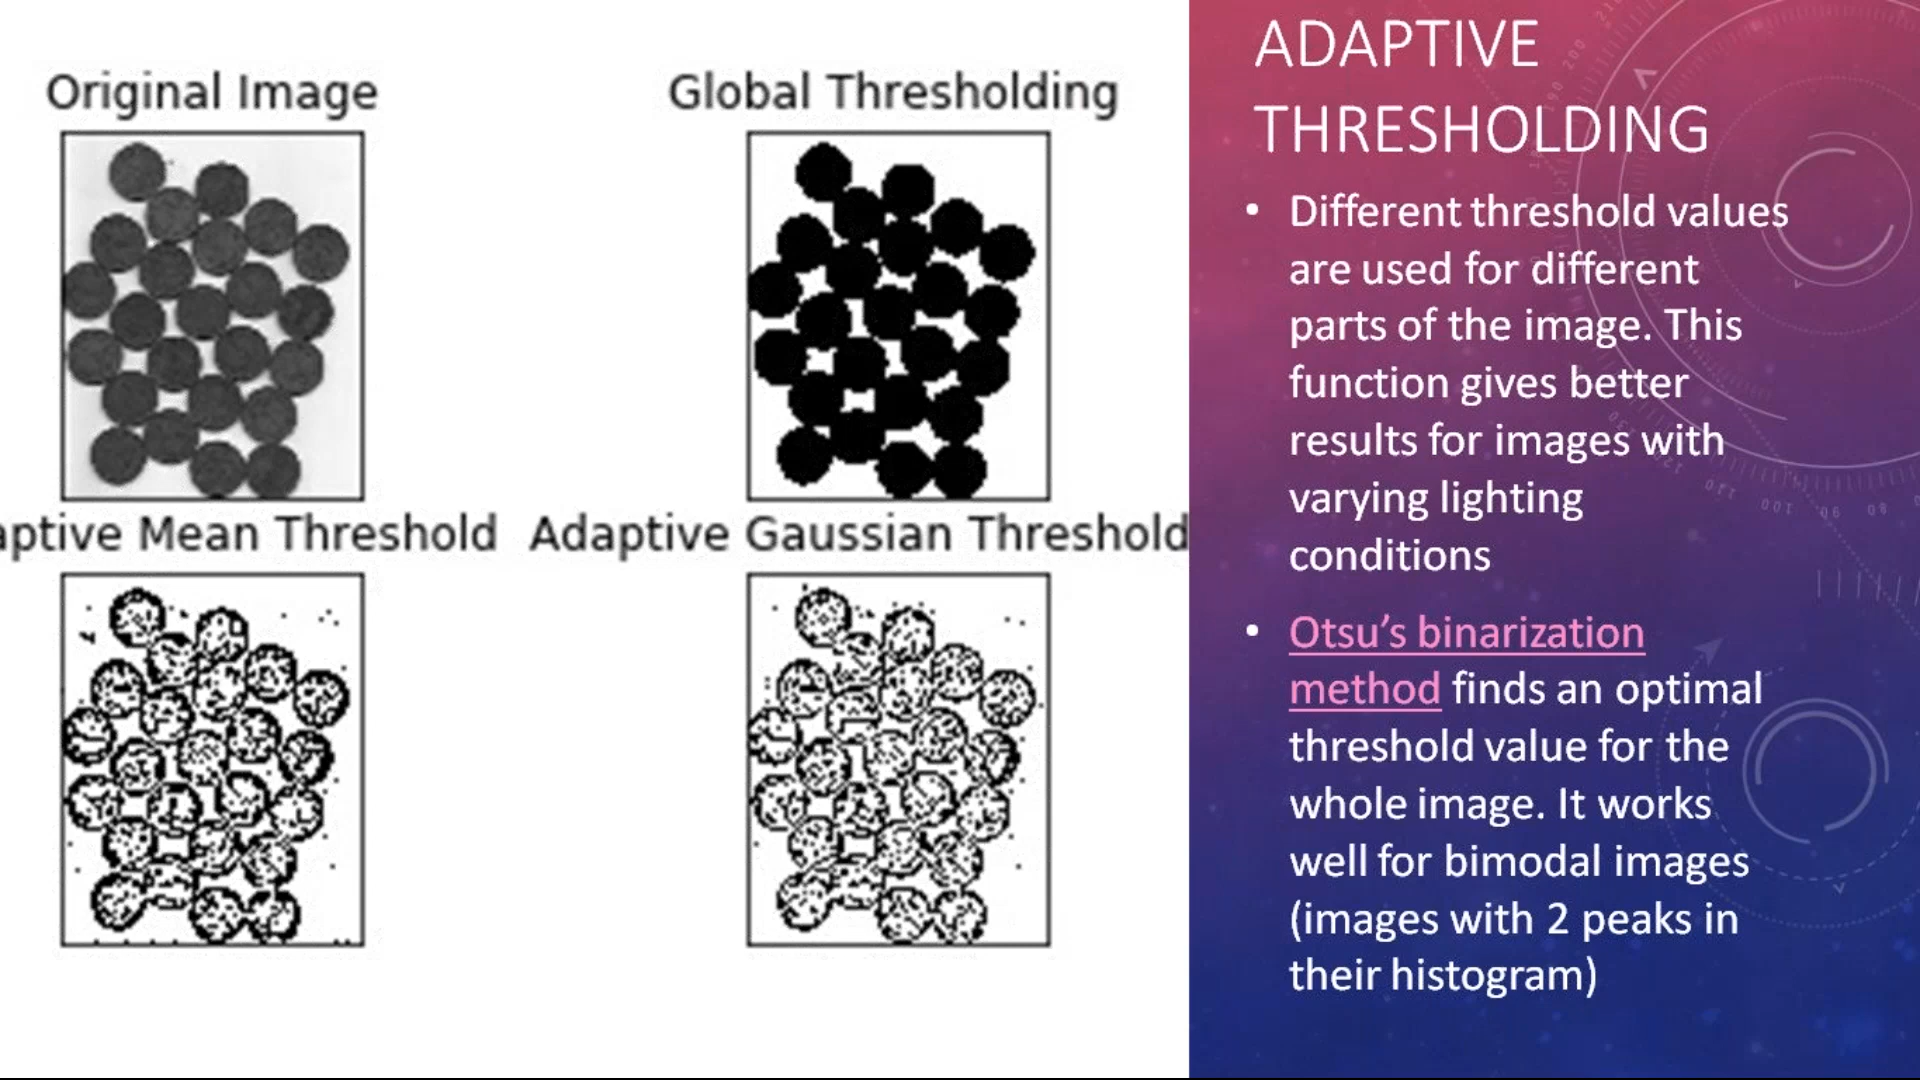 Original Image
Global Thresholding
aptive Mean Threshold
Adaptive Gaussian Threshold
ADAPTIVE
THRESHOLDING
• Different threshold values
are used for different
parts of the image. This
function gives better
results for images with
varying lighting
conditions
• Otsu’s binarization
method finds an optimal
threshold value for the
whole image. It works
well for bimodal images
(images with 2 peaks in
their histogram)